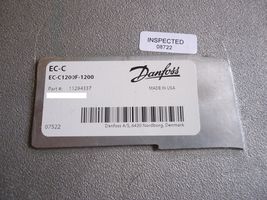 INSPECTED
08722
EC-C
EC-C1200F-1200
Part #: 11294337
Danfoss
MADE IN USA
07522
Danfoss A/S, 6430 Nordborg, Denmark